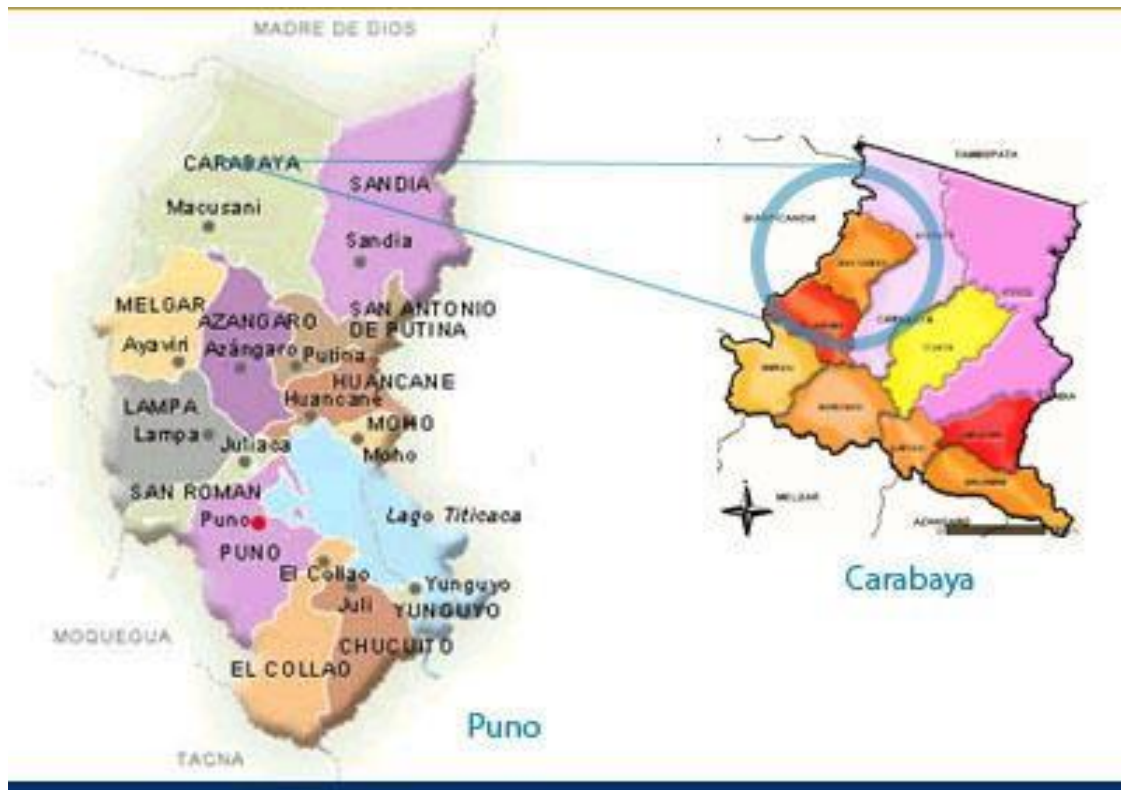 MADRE DE DIOS
CARABAYA
Macusani
SANDIA
Sandia
MELGAR
Ayaviri
AZANGARO
Azángaro
SAN ANTONIO
DE PUTINA
Putina
HUANCANE
Huancané
LAMPA
Lampa
MOHO
Moho
Juliaca
SAN ROMAN
Puno
PUNO
Lago Titicaca
El Collao
Juli
Yunguyo
YUNGUYO
CHUCUITO
EL COLLAO
MOQUEGUA
TACNA
Puno
TAMBOPATA
MELGAR
Carabaya